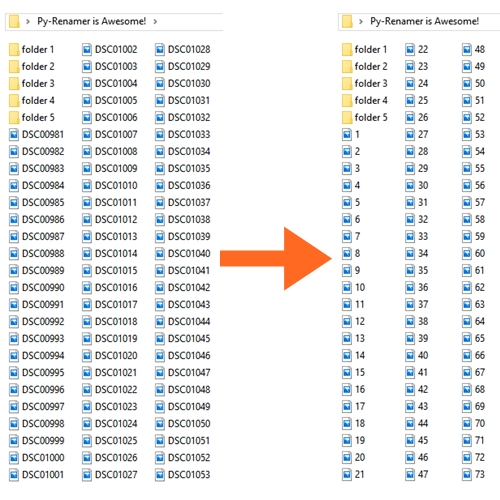 Py-Renamer is Awesome!
folder 1
folder 2
folder 3
folder 4
folder 5
DSC00981
DSC00982
DSC00983
DSC00984
DSC00985
DSC00986
DSC00987
DSC00988
DSC00989
DSC00990
DSC00991
DSC00992
DSC00993
DSC00994
DSC00995
DSC00996
DSC00997
DSC00998
DSC00999
DSC01000
DSC01001
DSC01002
DSC01003
DSC01004
DSC01005
DSC01006
DSC01007
DSC01008
DSC01009
DSC01010
DSC01011
DSC01012
DSC01013
DSC01014
DSC01015
DSC01016
DSC01017
DSC01018
DSC01019
DSC01020
DSC01021
DSC01022
DSC01023
DSC01024
DSC01025
DSC01026
DSC01027
DSC01028
DSC01029
DSC01030
DSC01031
DSC01032
DSC01033
DSC01034
DSC01035
DSC01036
DSC01037
DSC01038
DSC01039
DSC01040
DSC01041
DSC01042
DSC01043
DSC01044
DSC01045
DSC01046
DSC01047
DSC01048
DSC01049
DSC01050
DSC01051
DSC01052
DSC01053
Py-Renamer is Awesome!
folder 1
folder 2
folder 3
folder 4
folder 5
1
2
3
4
5
6
7
8
9
10
11
12
13
14
15
16
17
18
19
20
21
22
23
24
25
26
27
28
29
30
31
32
33
34
35
36
37
38
39
40
41
42
43
44
45
46
47
48
49
50
51
52
53
54
55
56
57
58
59
60
61
62
63
64
65
66
67
68
69
70
71
72
73